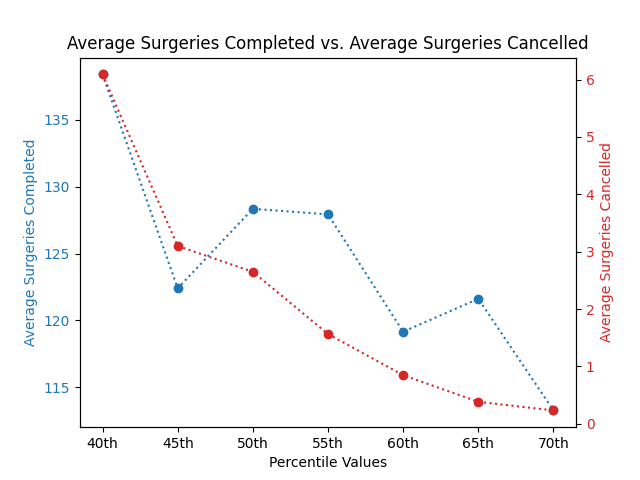 Average Surgeries Completed vs. Average Surgeries Cancelled
135
130
125
120
115
Average Surgeries Completed
6
5
4
3
2
1
0
Average Surgeries Cancelled
40th 45th 50th 55th 60th 65th 70th
Percentile Values